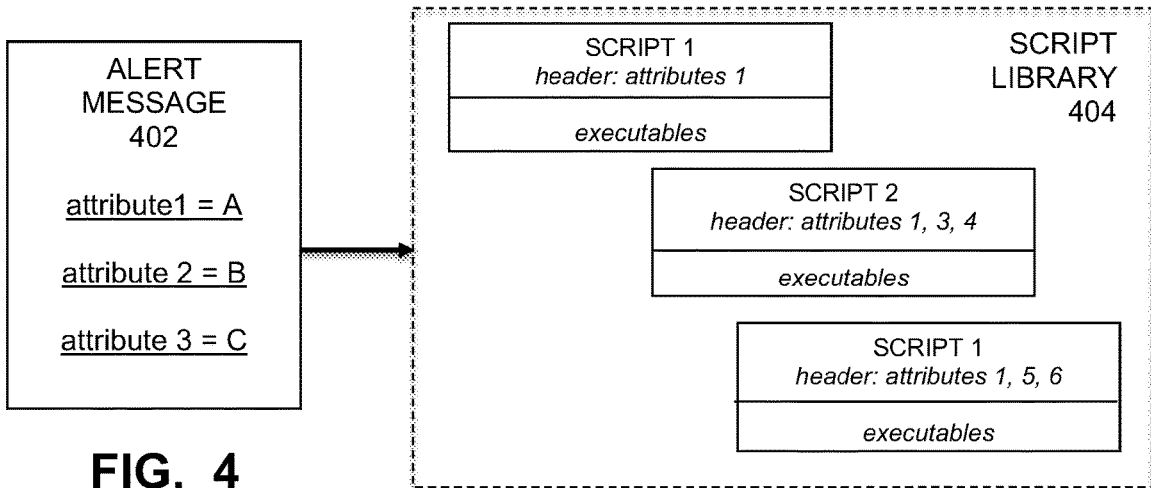 ALERT
MESSAGE
402
attribute1 = A
attribute 2 = B
attribute 3 = C
SCRIPT
LIBRARY
404
SCRIPT 1
header: attributes 1
executables
SCRIPT 2
header: attributes 1, 3, 4
executables
SCRIPT 1
header: attributes 1, 5, 6
executables
FIG. 4